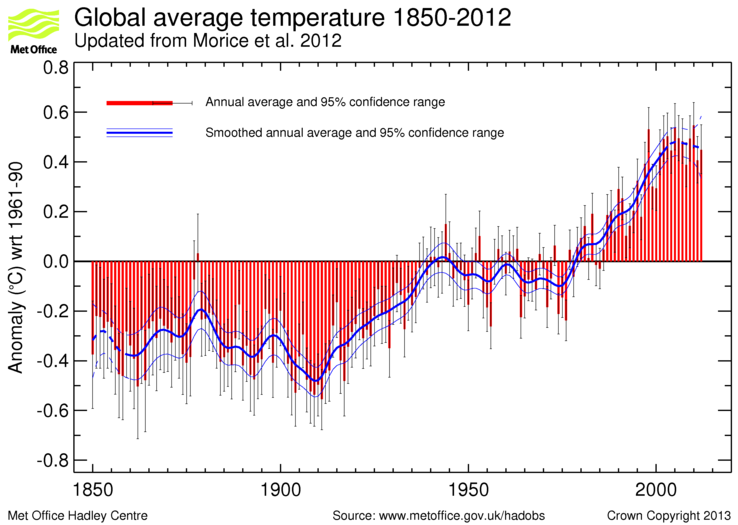 Met Office
Global average temperature 1850-2012
Updated from Morice et al. 2012
Annual average and 95% confidence range
Smoothed annual average and 95% confidence range
Anomaly (°C) wrt 1961-90
0.8
0.6
0.4
0.2
0.0
-0.2
-0.4
-0.6
-0.8
1850
1900
1950
2000
Met Office Hadley Centre
Source: www.metoffice.gov.uk/hadobs
Crown Copyright 2013